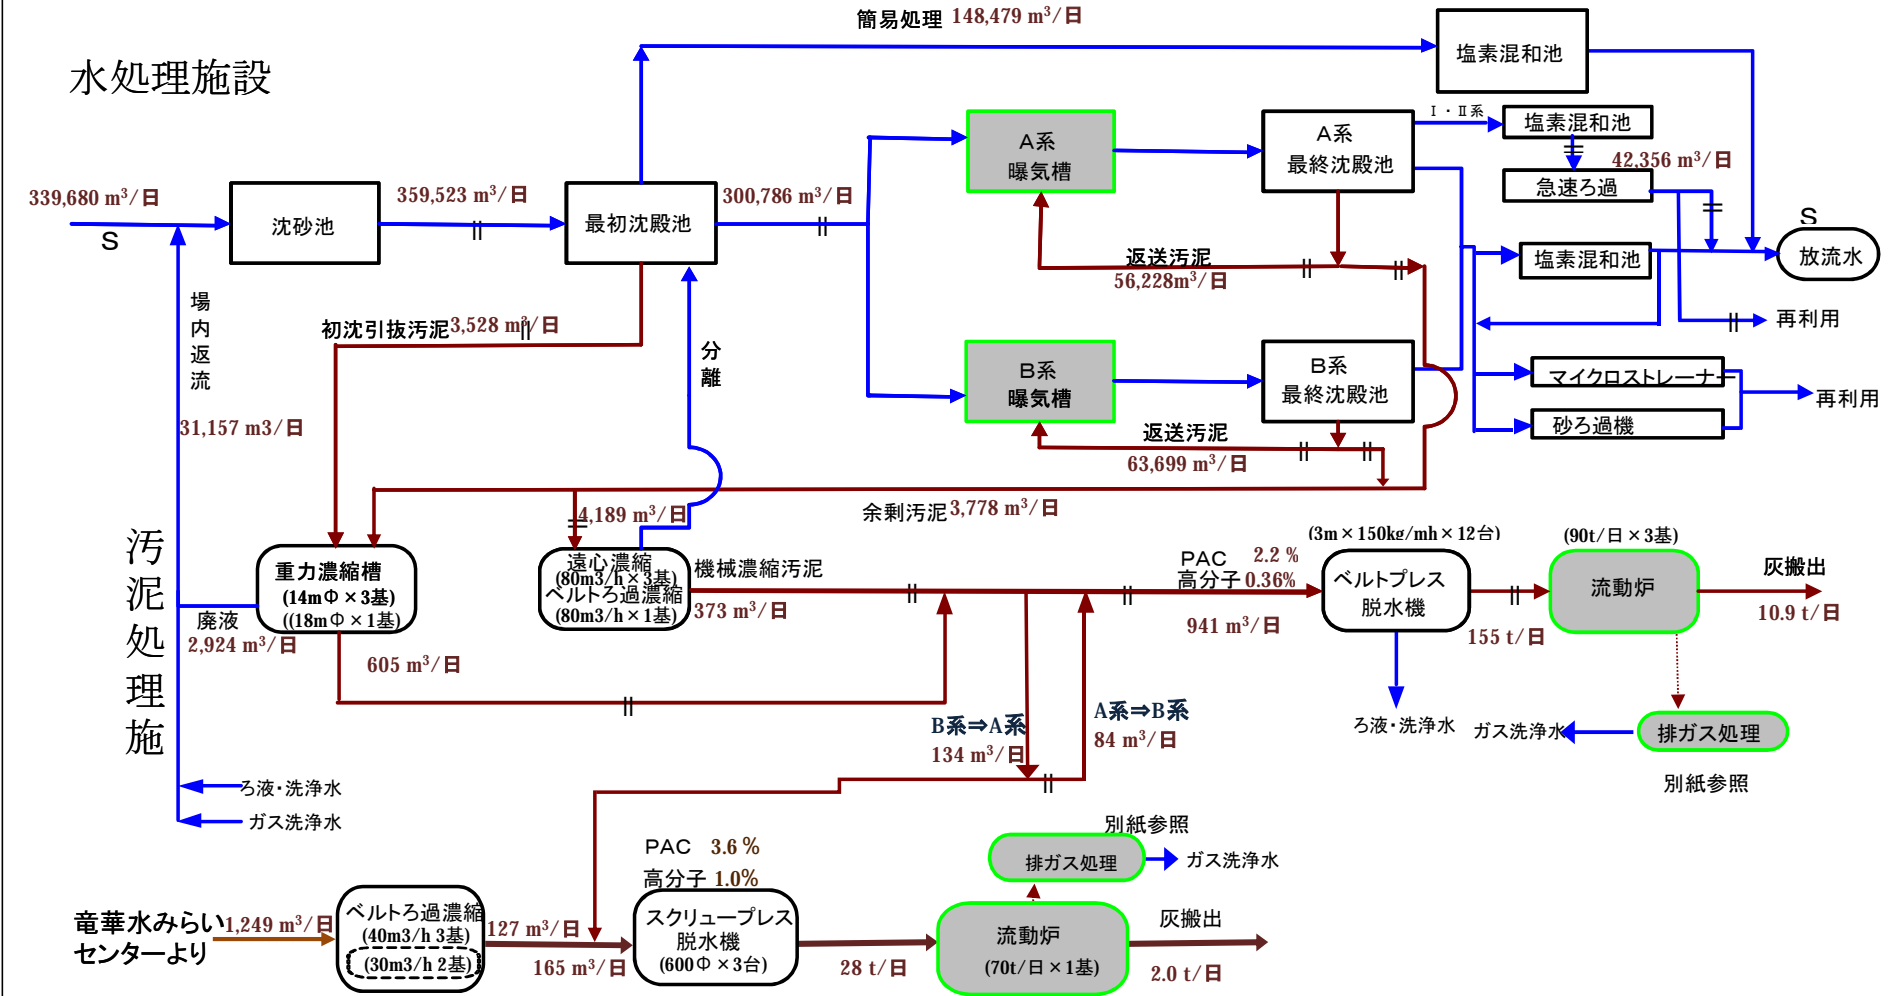 簡易処理 148,479 m³/日
塩素混和池
水処理施設
Ⅰ・Ⅱ系
塩素混和池
A系
曝気槽
A系
最終沈殿池
42,356 m³/日
急速ろ過
339,680 m³/日
S
沈砂池
359,523 m³/日
最初沈殿池
300,786 m³/日
S
放流水
塩素混和池
返送汚泥
56,228m³/日
再利用
場内返流
初沈引抜汚泥 3,528 m³/日
分離
B系
曝気槽
B系
最終沈殿池
マイクロストレーナー
再利用
砂ろ過機
31,157 m3/日
返送汚泥
63,699 m³/日
余剰汚泥 3,778 m³/日
4,189 m³/日
汚泥処理施
重力濃縮槽
(14mΦ×3基)
((18mΦ×1基)
遠心濃縮
(80m3/h×3基)
ベルトろ過濃縮
(80m3/h×1基)
機械濃縮汚泥
373 m³/日
PAC 2.2 %
高分子 0.36%
941 m³/日
(3m×150kg/mh×12台)
ベルトプレス
脱水機
155 t/日
(90t/日×3基)
流動炉
灰搬出
10.9 t/日
廃液
2,924 m³/日
605 m³/日
B系⇒A系
134 m³/日
A系⇒B系
84 m³/日
ろ液・洗浄水
ガス洗浄水
排ガス処理
別紙参照
ろ液・洗浄水
ガス洗浄水
別紙参照
排ガス処理
ガス洗浄水
PAC 3.6 %
高分子 1.0%
竜華水みらい
センターより
1,249 m³/日
ベルトろ過濃縮
(40m3/h 3基)
(30m3/h 2基)
127 m³/日
165 m³/日
スクリュープレス
脱水機
(600Φ×3台)
28 t/日
流動炉
(70t/日×1基)
灰搬出
2.0 t/日